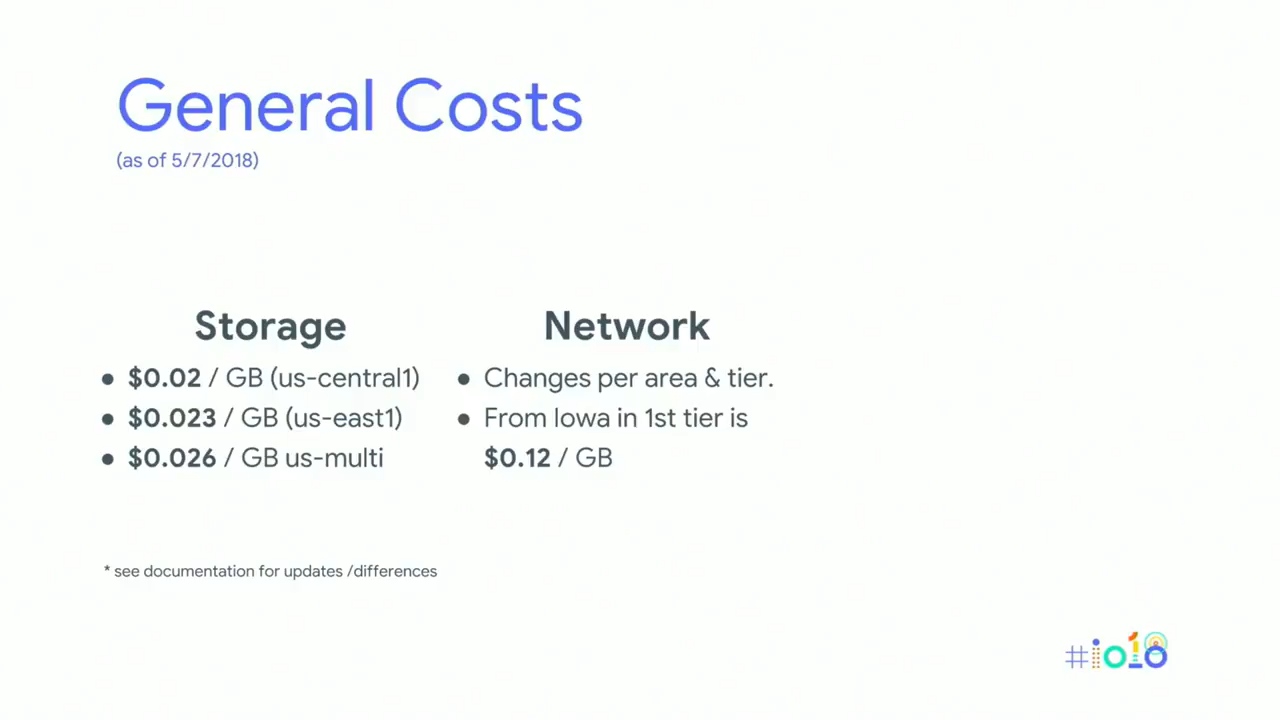 General Costs
(as of 5/7/2018)
Storage
● $0.02 / GB (us-central1)
● $0.023 / GB (us-east1)
● $0.026 / GB us-multi
Network
● Changes per area & tier.
● From Iowa in 1st tier is
$0.12 / GB
* see documentation for updates /differences
#io18